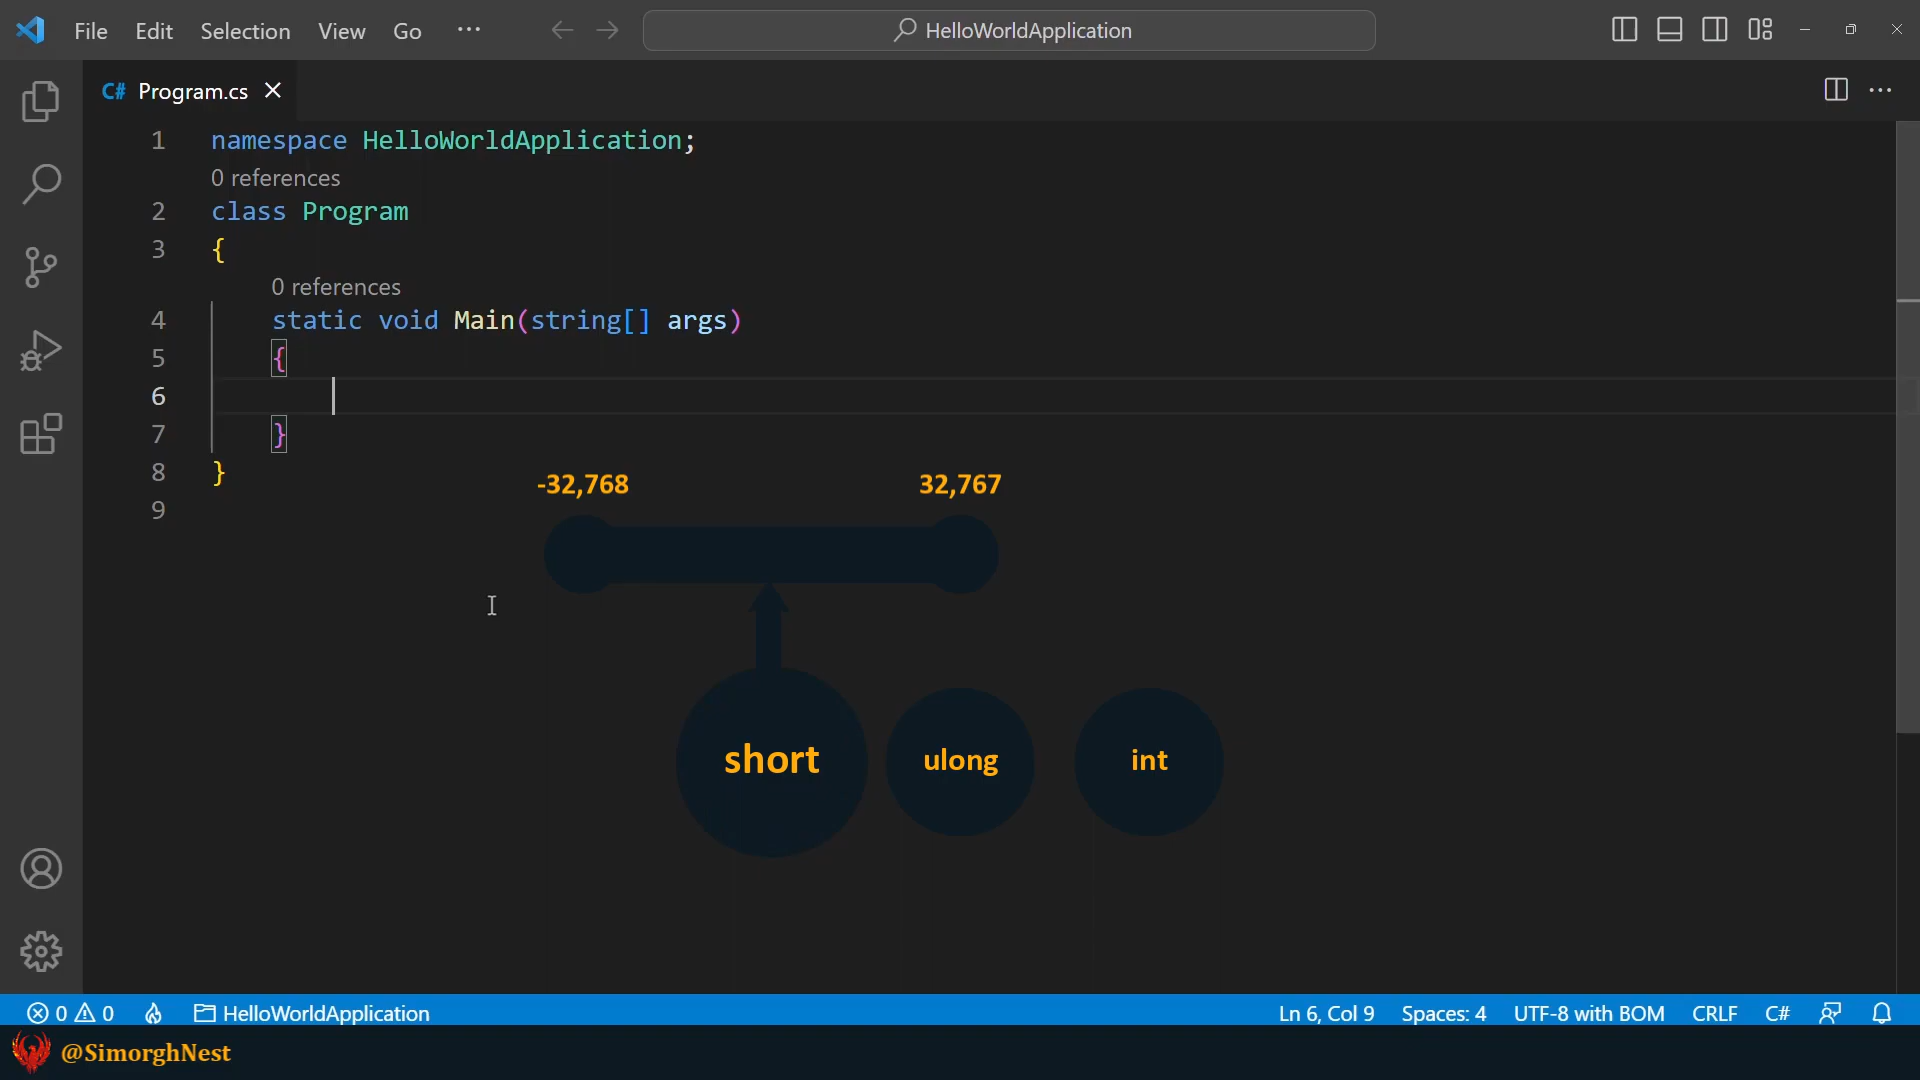 File Edit Selection View Go ··· HelloWorldApplication
C# Program.cs
1 namespace HelloWorldApplication;
0 references
2 class Program
3 {
0 references
4 static void Main(string[] args)
5 {
6
7 }
8 }
9
-32,768 32,767
short ulong int
0 0 HelloWorldApplication Ln 6, Col 9 Spaces: 4 UTF-8 with BOM CRLF C#
@SimorghNest